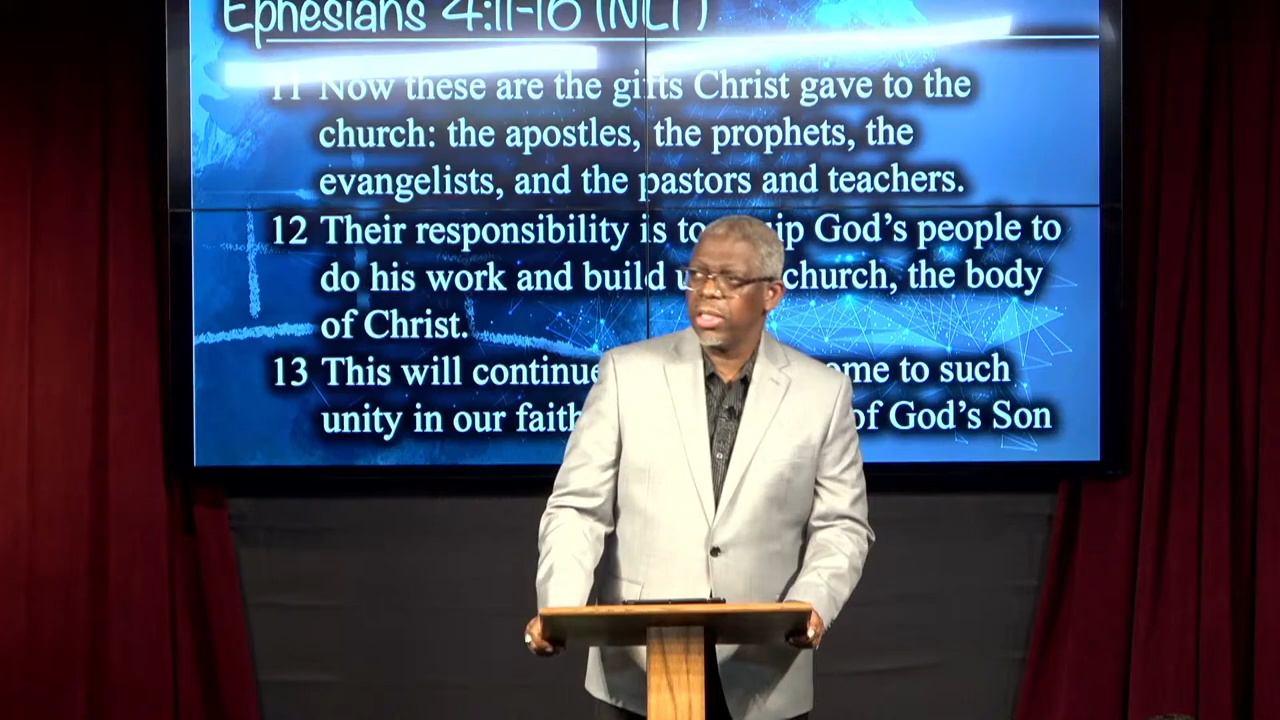 Ephesians 4:11-16 (NLT)
11 Now these are the gifts Christ gave to the
church: the apostles, the prophets, the
evangelists, and the pastors and teachers.
12 Their responsibility is to God's people to
do his work and build church, the body
of Christ.
13 This will continue to such
unity in our faith of God's Son